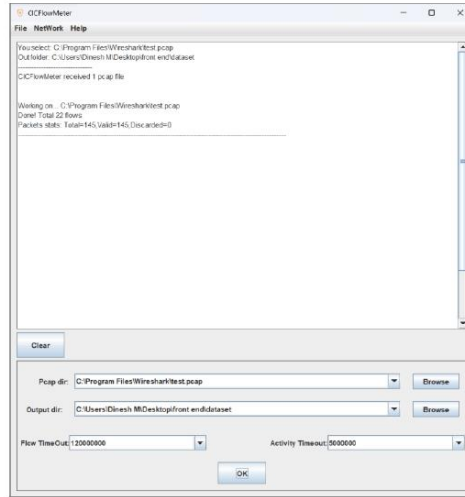 CICFlowMeter
File NetWork Help
You select: C:\Program Files\Wireshark\test.pcap
Out folder: C:\Users\Dinesh M\Desktop\front end\dataset
CICFlowMeter received 1 pcap file
Working on... C:\Program Files\Wireshark\test.pcap
Done! Total 22 flows
Packets stats: Total=145,Valid=145,Discarded=0
Clear
Pcap dir: C:\Program Files\Wireshark\test.pcap Browse
Output dir: C:\Users\Dinesh M\Desktop\front end\dataset Browse
Flow TimeOut: 120000000 Activity Timeout: 5000000
OK